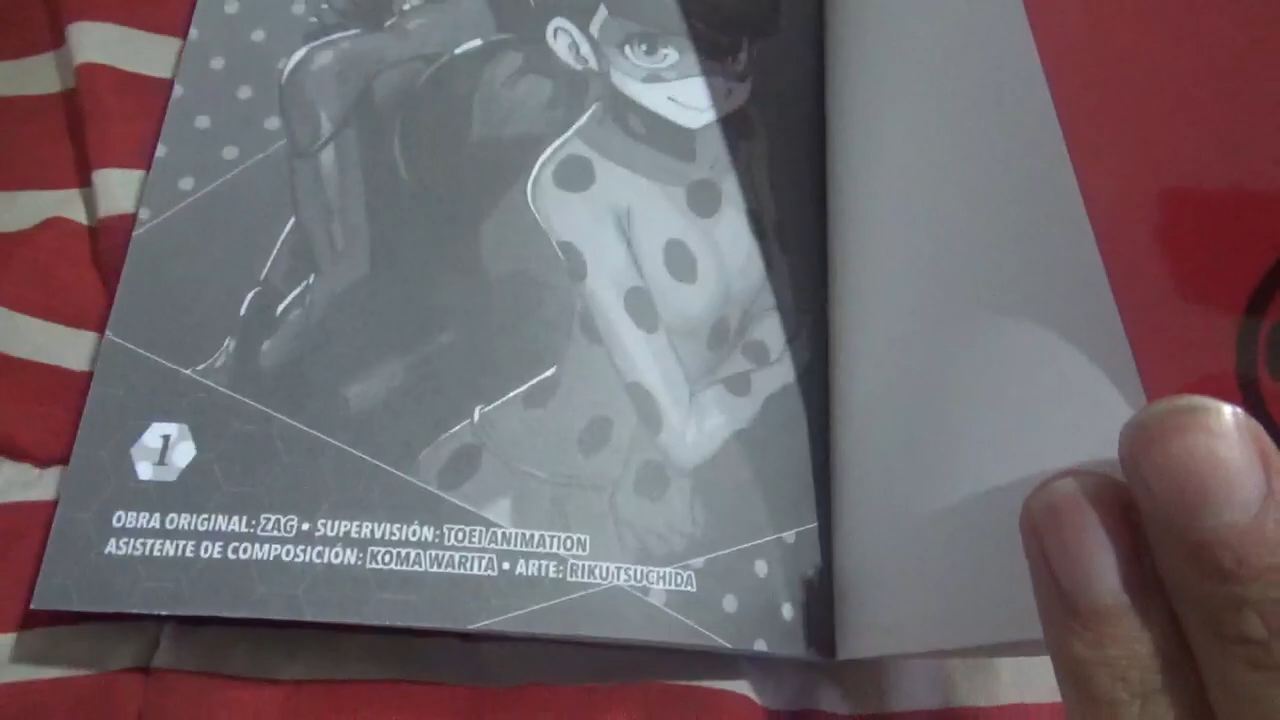 1
OBRA ORIGINAL: ZAG • SUPERVISIÓN: TOEI ANIMATION
ASISTENTE DE COMPOSICIÓN: KOMA WARITA • ARTE: RIKU TSUCHIDA